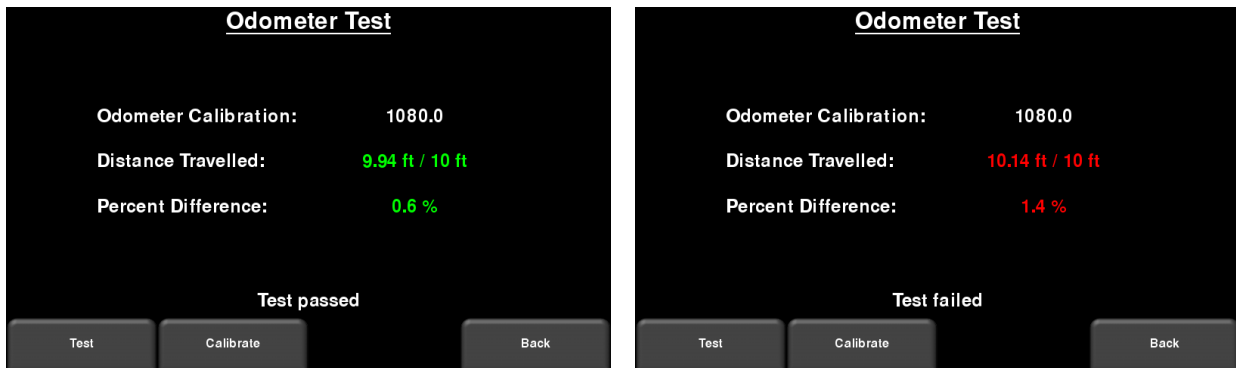 Odometer Test
Odometer Calibration: 1080.0
Distance Travelled: 9.94 ft / 10 ft
Percent Difference: 0.6 %
Test passed
Test Calibrate Back
Odometer Test
Odometer Calibration: 1080.0
Distance Travelled: 10.14 ft / 10 ft
Percent Difference: 1.4 %
Test failed
Test Calibrate Back